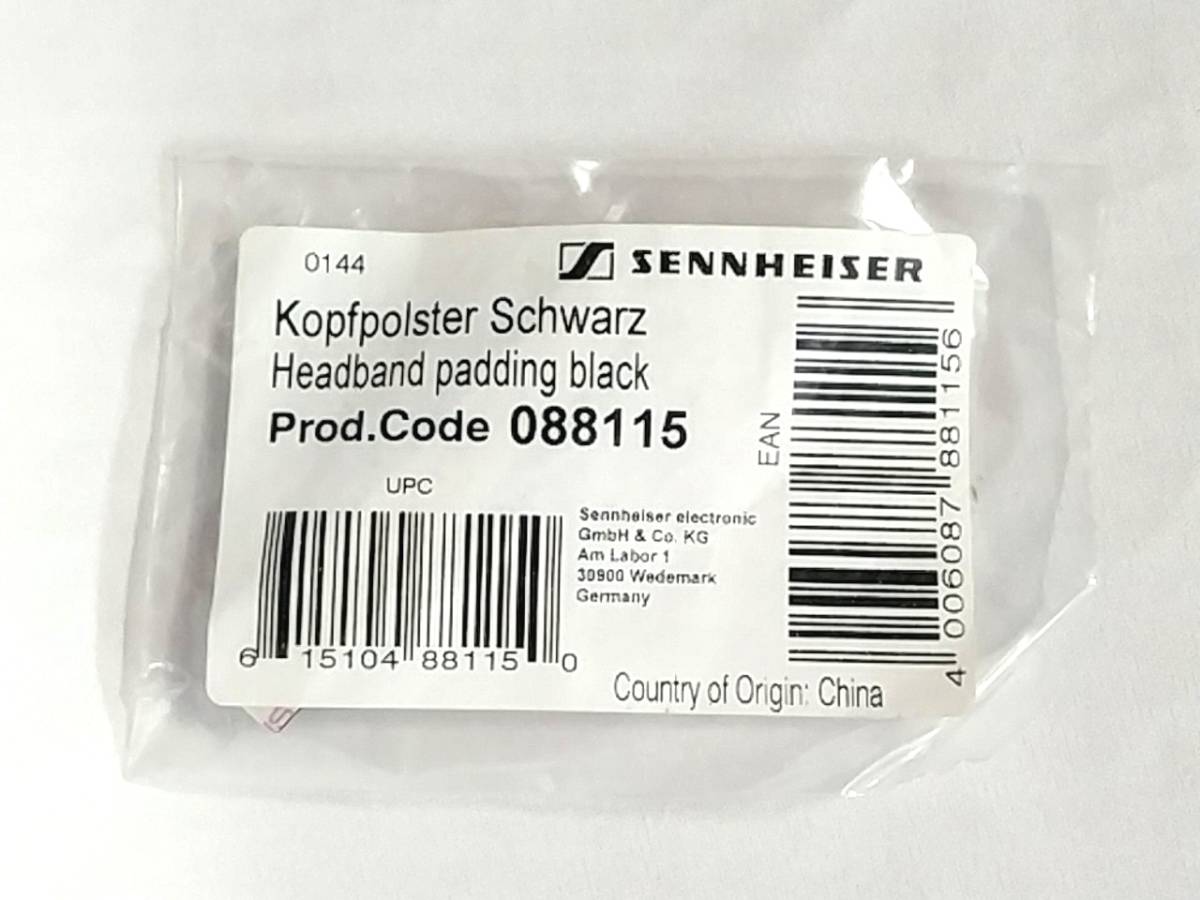 0144
SENNHEISER
Kopfpolster Schwarz
Headband padding black
Prod.Code 088115
EAN
4 006087 881156
UPC
6 15104 88115 0
Sennheiser electronic
GmbH & Co. KG
Am Labor 1
30900 Wedemark
Germany
Country of Origin: China